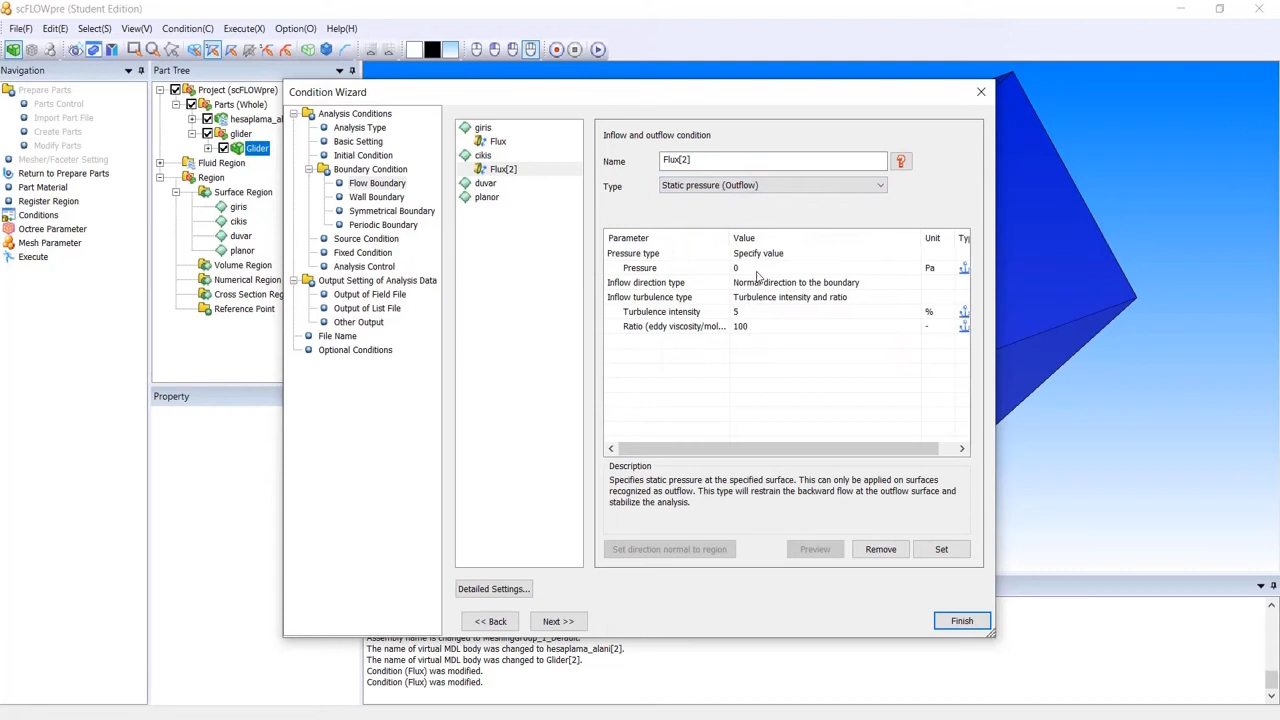 scFLOWpre (Student Edition)
File(F) Edit(E) Select(S) View(V) Condition(C) Execute(X) Option(O) Help(H)
Navigation
Prepare Parts
Parts Control
Import Part File
Create Parts
Modify Parts
Mesher/Faceter Setting
Return to Prepare Parts
Part Material
Register Region
Conditions
Octree Parameter
Mesh Parameter
Execute
Part Tree
Project (scFLOWpre)
Parts (Whole)
hesaplama_al
glider
Glider
Fluid Region
Region
Surface Region
giris
cikis
duvar
planor
Volume Region
Numerical Region
Cross Section Reg
Reference Point
Property
Condition Wizard
Analysis Conditions
Analysis Type
Basic Setting
Initial Condition
Boundary Condition
Flow Boundary
Wall Boundary
Symmetrical Boundary
Periodic Boundary
Source Condition
Fixed Condition
Analysis Control
Output Setting of Analysis Data
Output of Field File
Output of List File
Other Output
File Name
Optional Conditions
giris
Flux
cikis
Flux[2]
duvar
planor
Detailed Settings...
<< Back Next >>
Inflow and outflow condition
Name Flux[2]
Type Static pressure (Outflow)
Parameter Value Unit Ty
Pressure type Specify value
Pressure 0 Pa
Inflow direction type Normal direction to the boundary
Inflow turbulence type Turbulence intensity and ratio
Turbulence intensity 5 %
Ratio (eddy viscosity/mol... 100 -
Description
Specifies static pressure at the specified surface. This can only be applied on surfaces
recognized as outflow. This type will restrain the backward flow at the outflow surface and
stabilize the analysis.
Set direction normal to region Preview Remove Set
Finish
Assembly name is changed to MeshingGroup_1_Default.
The name of virtual MDL body was changed to hesaplama_alani[2].
The name of virtual MDL body was changed to Glider[2].
Condition (Flux) was modified.
Condition (Flux) was modified.